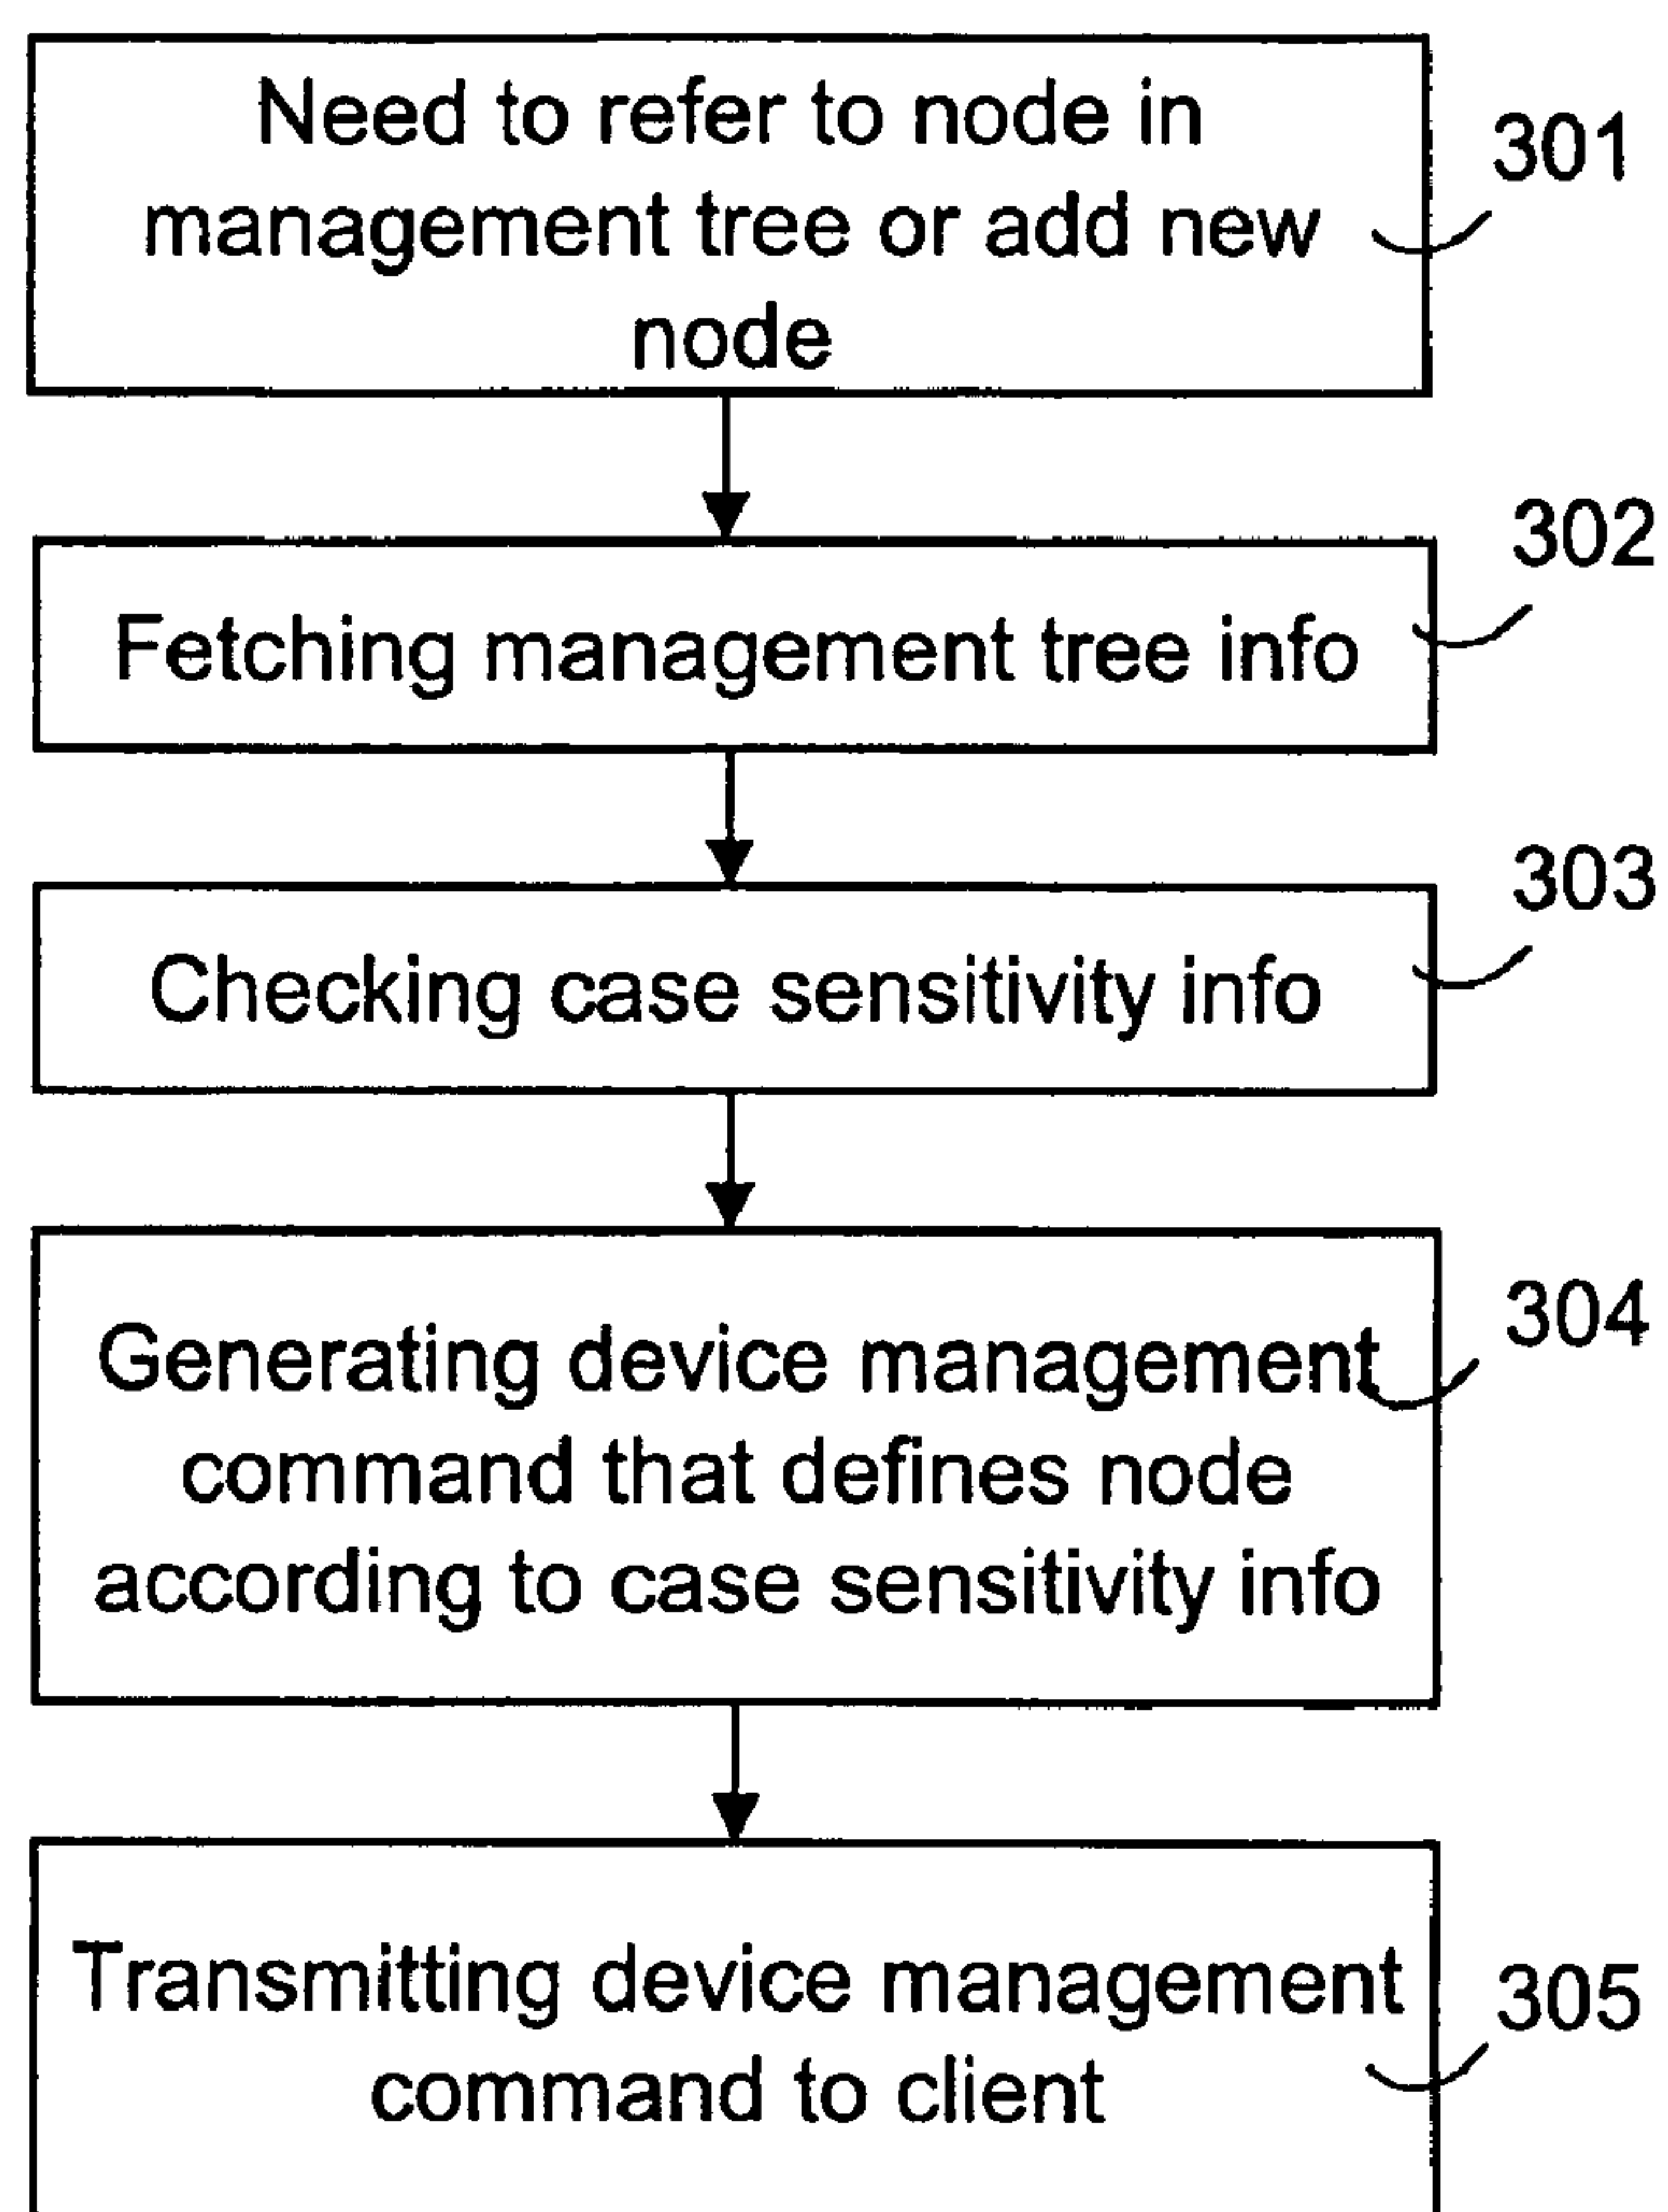 Need to refer to node in
management tree or add new
node
301
Fetching management tree info
302
Checking case sensitivity info
303
Generating device management
command that defines node
according to case sensitivity info
304
Transmitting device management
command to client
305